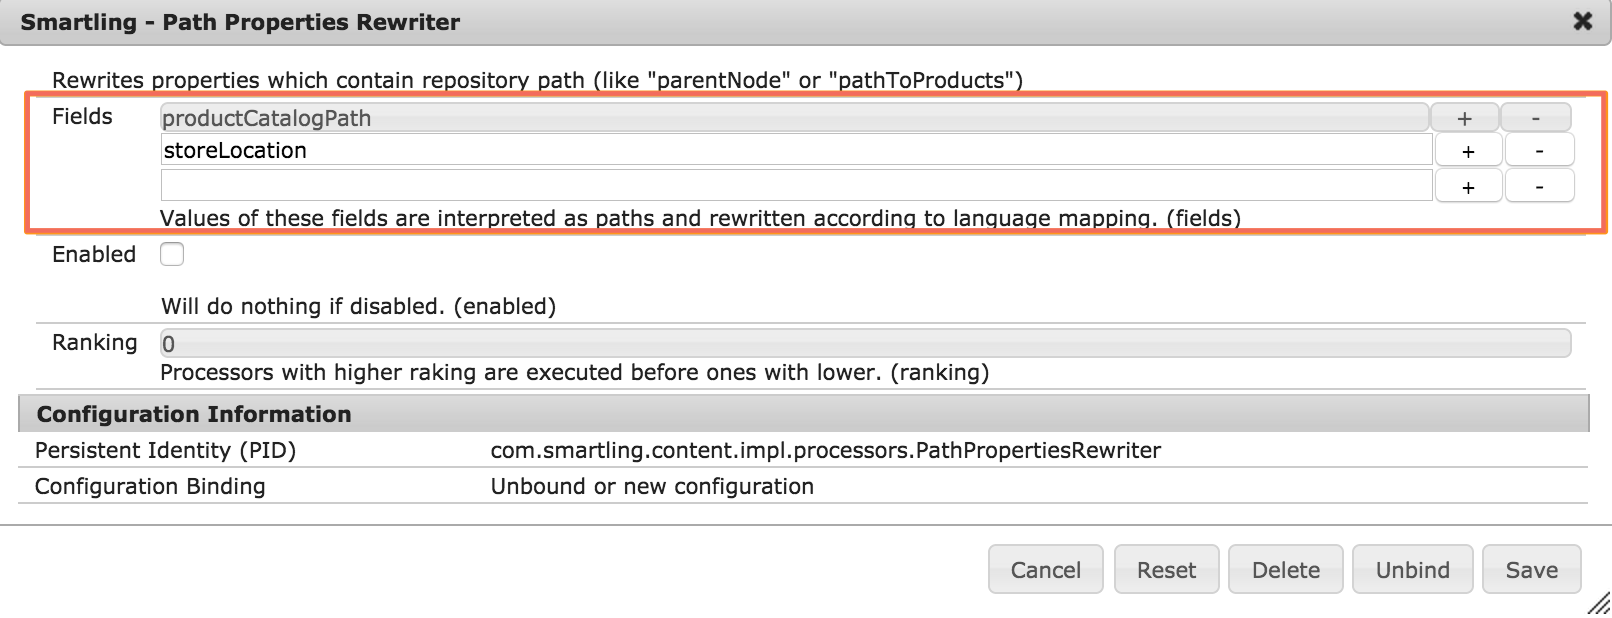 Smartling - Path Properties Rewriter ✖
Rewrites properties which contain repository path (like "parentNode" or "pathToProducts")
Fields productCatalogPath + -
storeLocation + -
+ -
Values of these fields are interpreted as paths and rewritten according to language mapping. (fields)
Enabled
Will do nothing if disabled. (enabled)
Ranking 0
Processors with higher raking are executed before ones with lower. (ranking)
Configuration Information
Persistent Identity (PID) com.smartling.content.impl.processors.PathPropertiesRewriter
Configuration Binding Unbound or new configuration
Cancel Reset Delete Unbind Save